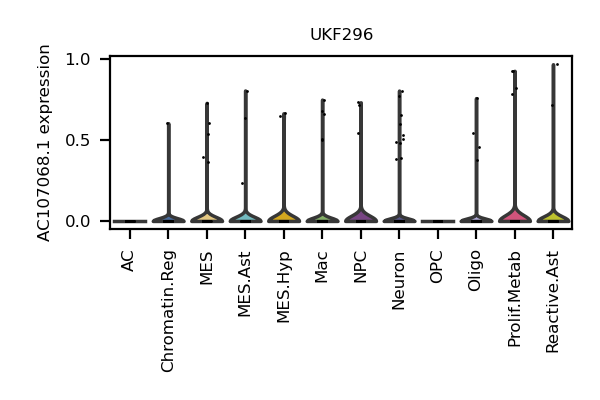 UKF296
AC107068.1 expression
1.0
0.5
0.0
AC
Chromatin.Reg
MES
MES.Ast
MES.Hyp
Mac
NPC
Neuron
OPC
Oligo
Prolif.Metab
Reactive.Ast